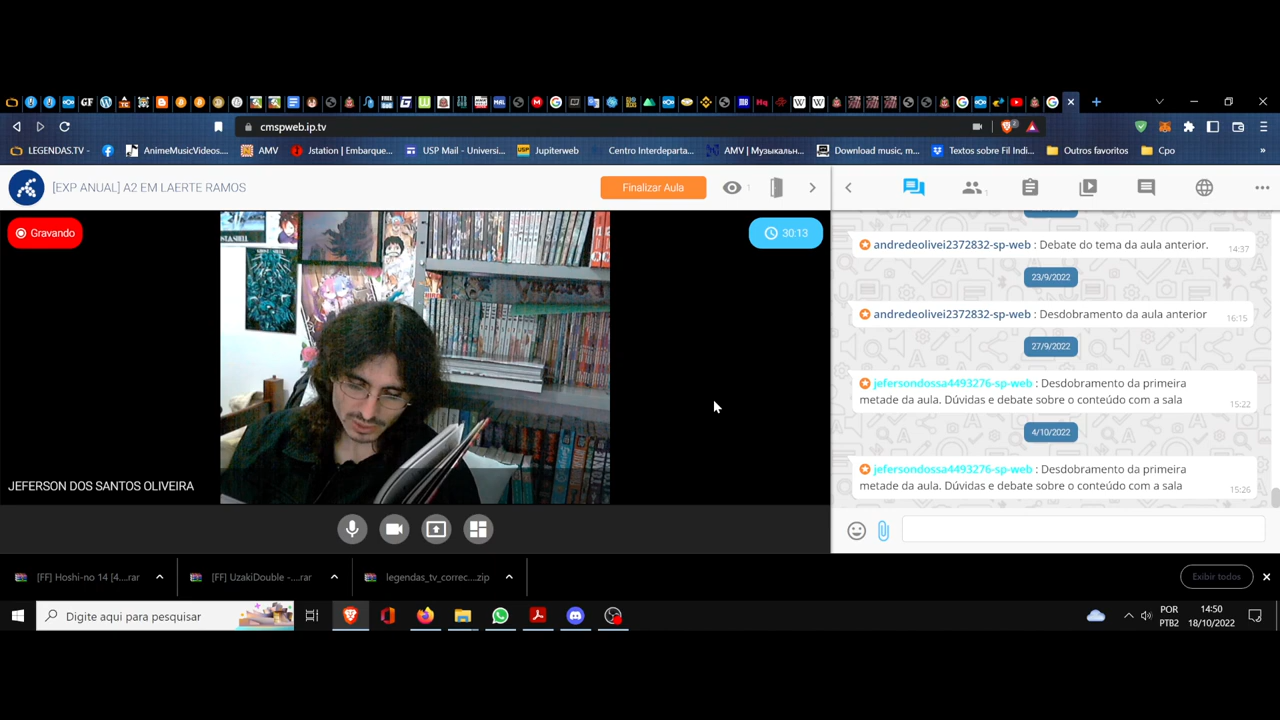 cmspweb.ip.tv
2
LEGENDAS.TV -
AnimeMusicVideos...
AMV
Jstation | Embarque...
USP Mail - Universi...
Jupiterweb
Centro Interdeparta...
AMV | Музыкальн...
Download music, m...
Textos sobre Fil Indi...
Outros favoritos
Cpo
»
[EXP ANUAL] A2 EM LAERTE RAMOS
Finalizar Aula
1
1
Gravando
30:13
JEFERSON DOS SANTOS OLIVEIRA
andredeolivei2372832-sp-web : Debate do tema da aula anterior.
14:37
23/9/2022
andredeolivei2372832-sp-web : Desdobramento da aula anterior
16:15
27/9/2022
jefersondossa4493276-sp-web : Desdobramento da primeira
metade da aula. Dúvidas e debate sobre o conteúdo com a sala
15:22
4/10/2022
jefersondossa4493276-sp-web : Desdobramento da primeira
metade da aula. Dúvidas e debate sobre o conteúdo com a sala
15:26
[FF] Hoshi-no 14 [4....rar
[FF] UzakiDouble -....rar
legendas_tv_correc....zip
Exibir todos
Digite aqui para pesquisar
POR
PTB2
14:50
18/10/2022